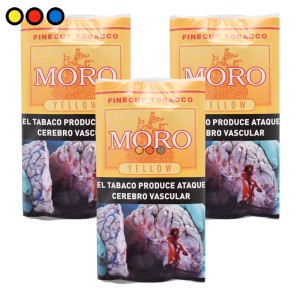 FINECUT TOBACCO
MORO
YELLOW
EL TABACO PRODUCE ATAQUE
CEREBRO VASCULAR
FINECUT TOBACCO
MORO
YELLOW
EL TABACO PRODUCE ATAQUE
CEREBRO VASCULAR
FINECUT TOBACCO
MORO
YELLOW
EL TABACO PRODUCE ATAQUE
CEREBRO VASCULAR